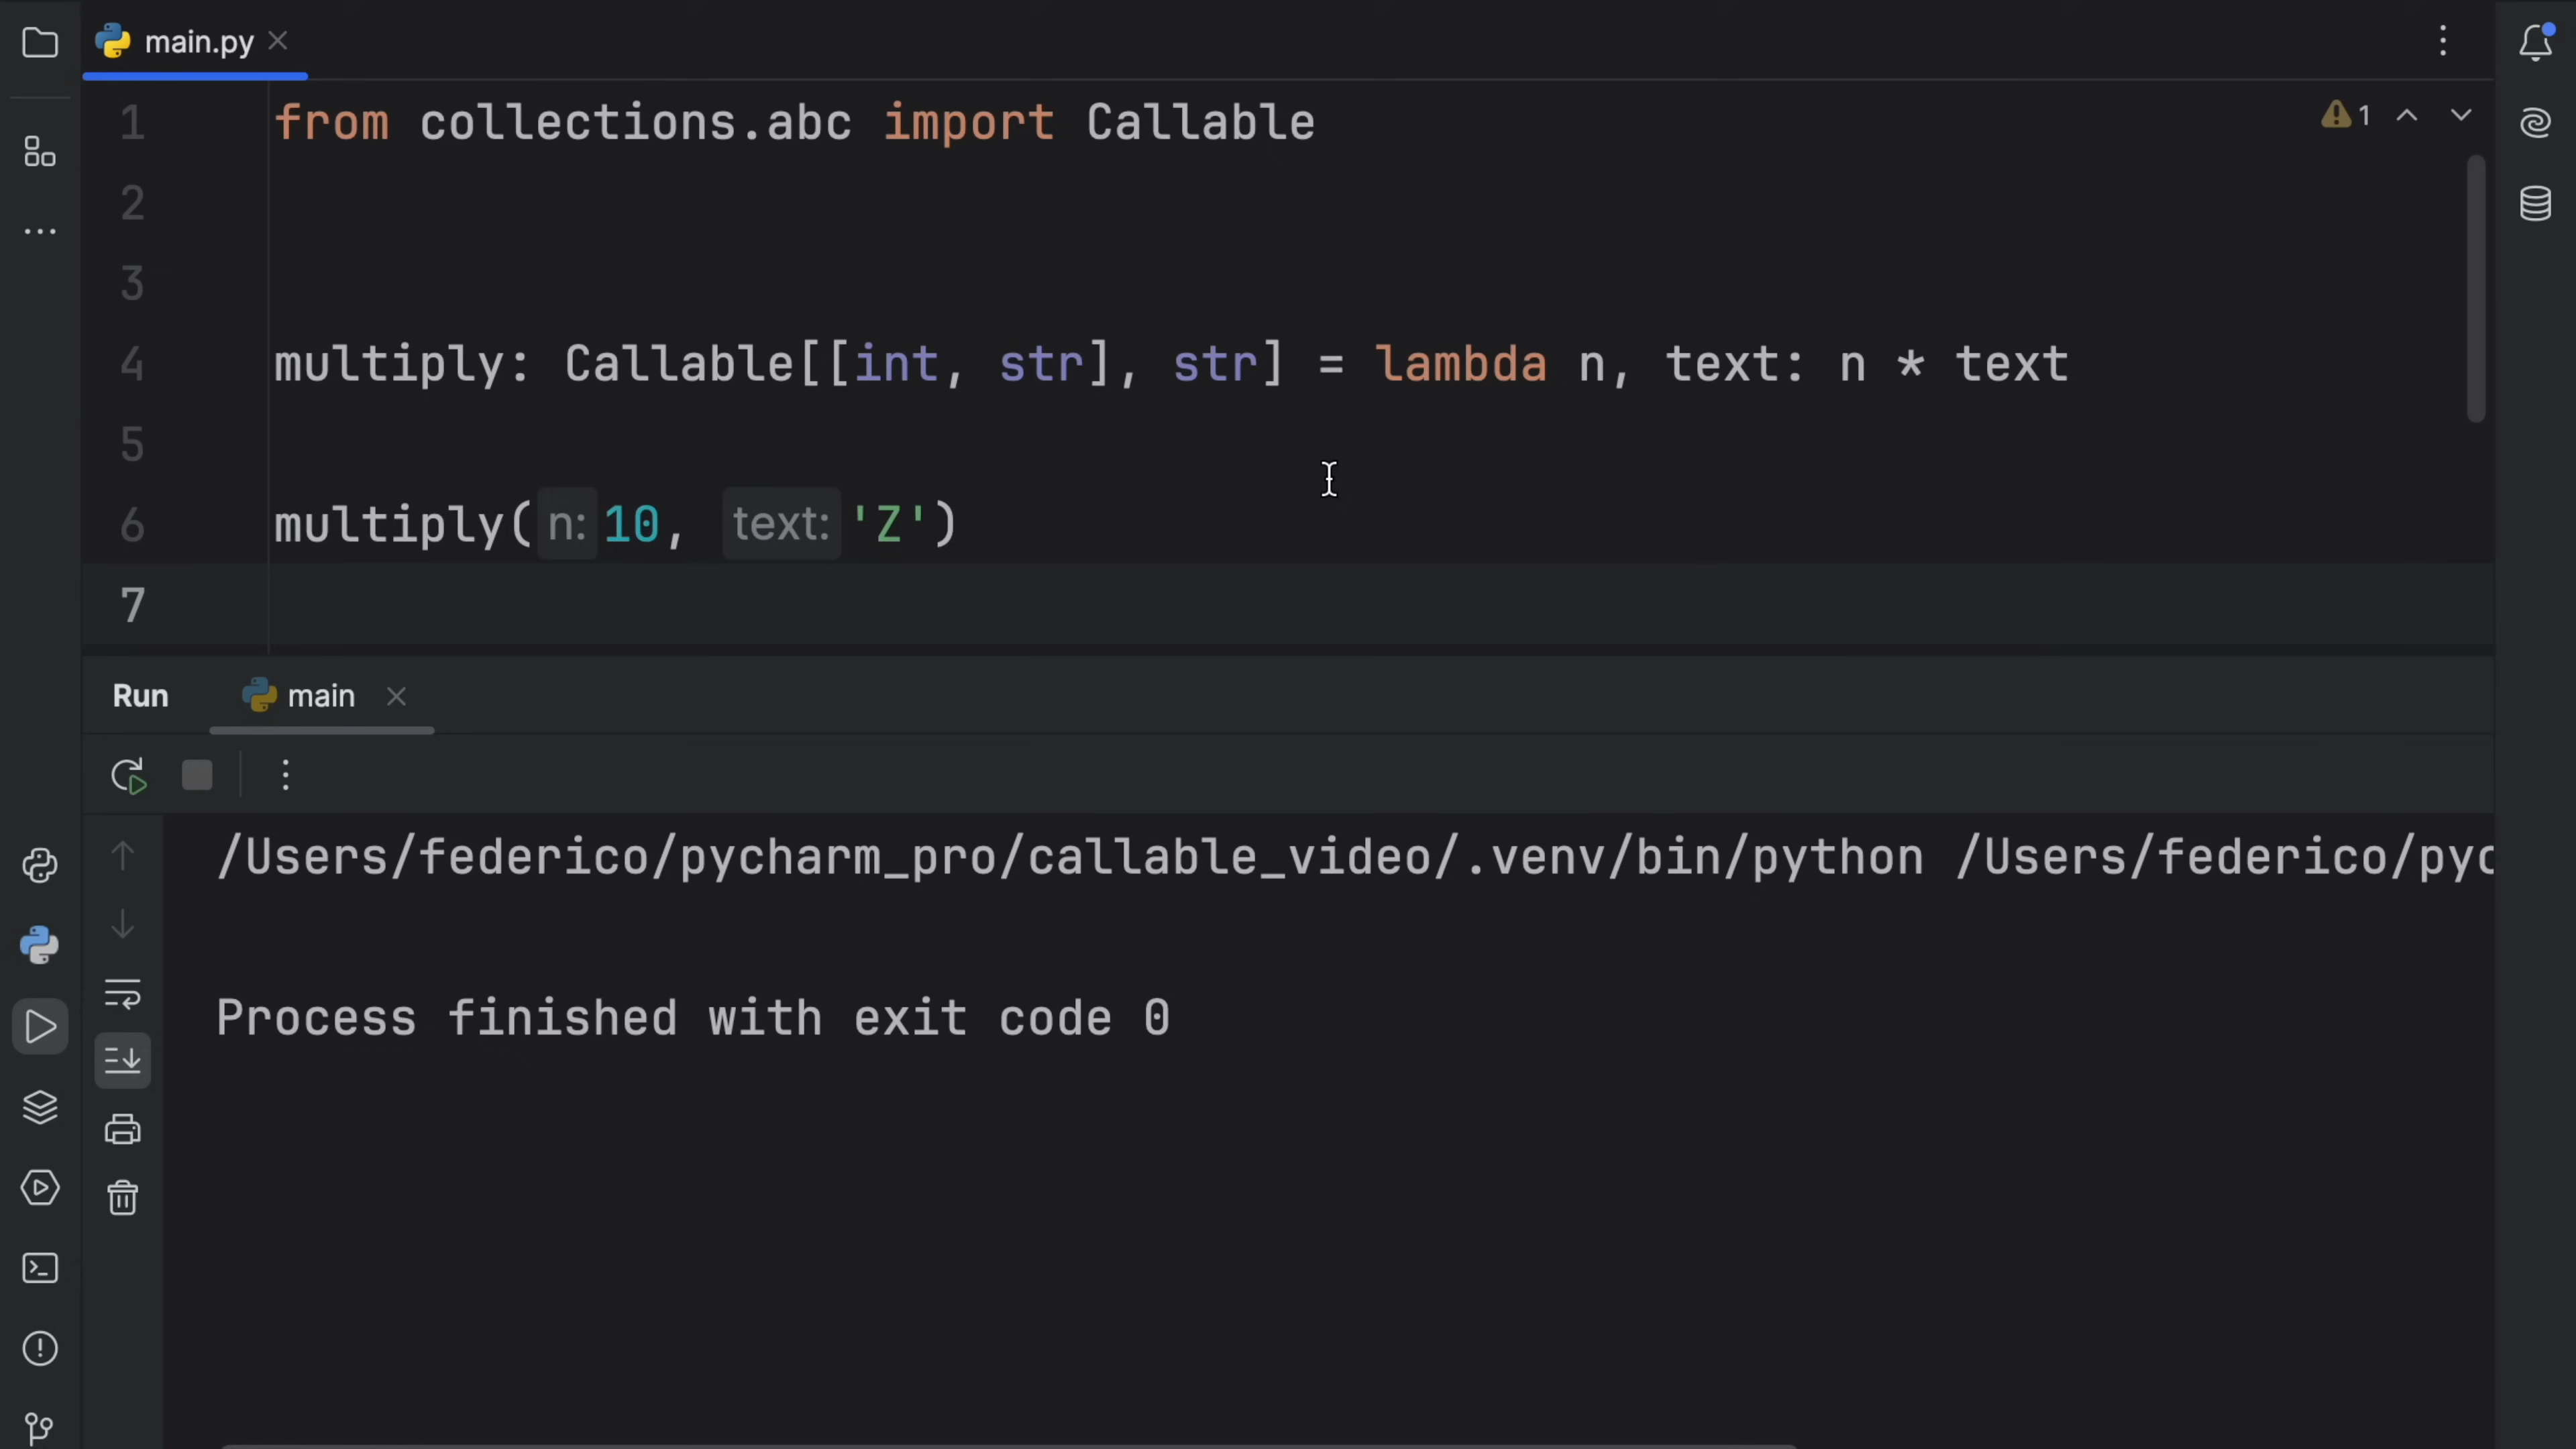 main.py
1 from collections.abc import Callable
1
2
3
4 multiply: Callable[[int, str], str] = lambda n, text: n * text
5
6 multiply(n: 10, text: 'Z')
7
Run main
/Users/federico/pycharm_pro/callable_video/.venv/bin/python /Users/federico/pyc
Process finished with exit code 0